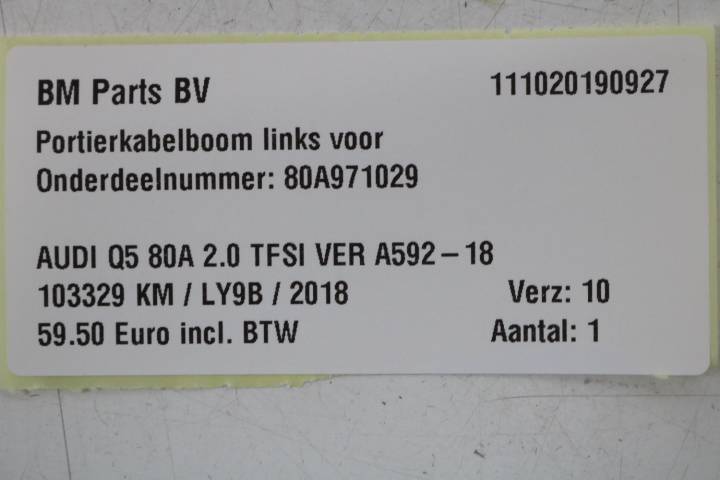 BM Parts BV 111020190927
Portierkabelboom links voor
Onderdeelnummer: 80A971029
AUDI Q5 80A 2.0 TFSI VER A592-18
103329 KM / LY9B / 2018 Verz: 10
59.50 Euro incl. BTW Aantal: 1